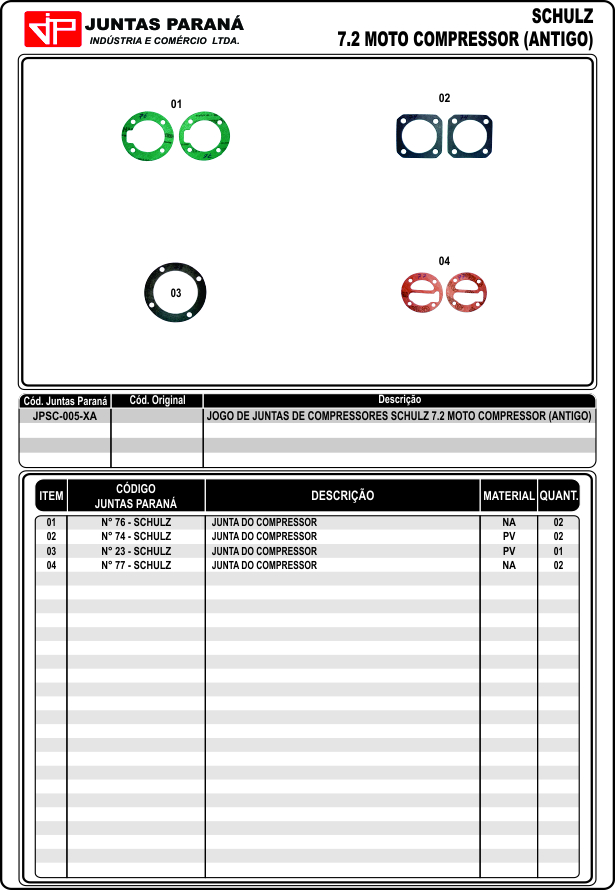 JP
JUNTAS PARANÁ
INDÚSTRIA E COMÉRCIO LTDA.
SCHULZ
7.2 MOTO COMPRESSOR (ANTIGO)
01
02
03
04
Cód. Juntas Paraná Cód. Original Descrição
JPSC-005-XA JOGO DE JUNTAS DE COMPRESSORES SCHULZ 7.2 MOTO COMPRESSOR (ANTIGO)
ITEM CÓDIGO JUNTAS PARANÁ DESCRIÇÃO MATERIAL QUANT.
01 N° 76 - SCHULZ JUNTA DO COMPRESSOR NA 02
02 N° 74 - SCHULZ JUNTA DO COMPRESSOR PV 02
03 N° 23 - SCHULZ JUNTA DO COMPRESSOR PV 01
04 N° 77 - SCHULZ JUNTA DO COMPRESSOR NA 02